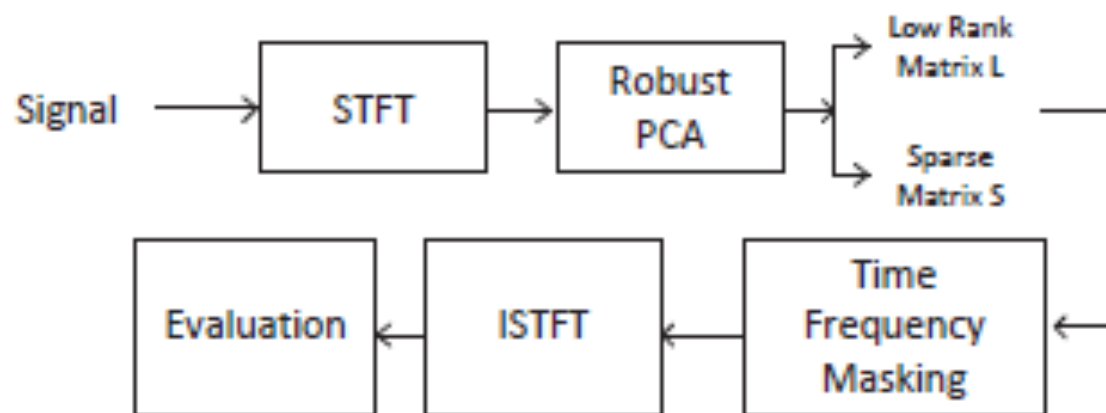 Signal
STFT
Robust
PCA
Low Rank
Matrix L
Sparse
Matrix S
Time
Frequency
Masking
ISTFT
Evaluation